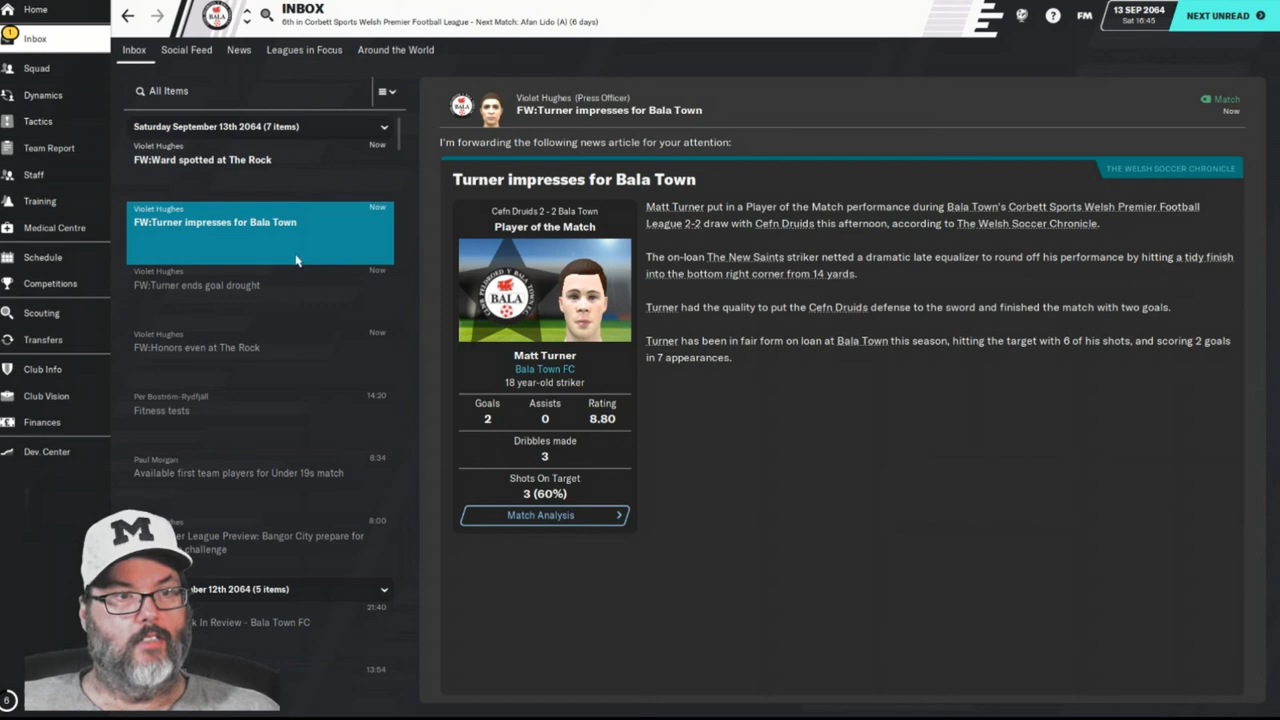 Home
INBOX
6th in Corbett Sports Welsh Premier Football League - Next Match: Afan Lido (A) (6 days)
FM
13 SEP 2064
Sat 16:45
NEXT UNREAD
1
Inbox
Squad
Dynamics
Tactics
Team Report
Staff
Training
Medical Centre
Schedule
Competitions
Scouting
Transfers
Club Info
Club Vision
Finances
Dev. Center
6
Inbox
Social Feed
News
Leagues in Focus
Around the World
All Items
Saturday September 13th 2064 (7 items)
Violet Hughes
Now
FW:Ward spotted at The Rock
Violet Hughes
Now
FW:Turner impresses for Bala Town
Violet Hughes
Now
FW:Turner ends goal drought
Violet Hughes
Now
FW:Honors even at The Rock
Per Boström-Rydfjäll
14:20
Fitness tests
Paul Morgan
8:34
Available first team players for Under 19s match
hes
8:00
er League Preview: Bangor City prepare for
challenge
ber 12th 2064 (5 items)
21:40
k In Review - Bala Town FC
13:54
M
BALA
Violet Hughes (Press Officer)
FW:Turner impresses for Bala Town
Match
Now
I'm forwarding the following news article for your attention:
THE WELSH SOCCER CHRONICLE
Turner impresses for Bala Town
Cefn Druids 2 - 2 Bala Town
Player of the Match
BALA
Matt Turner
Bala Town FC
18 year-old striker
Goals
Assists
Rating
2
0
8.80
Dribbles made
3
Shots On Target
3 (60%)
Match Analysis
Matt Turner put in a Player of the Match performance during Bala Town's Corbett Sports Welsh Premier Football
League 2-2 draw with Cefn Druids this afternoon, according to The Welsh Soccer Chronicle.
The on-loan The New Saints striker netted a dramatic late equalizer to round off his performance by hitting a tidy finish
into the bottom right corner from 14 yards.
Turner had the quality to put the Cefn Druids defense to the sword and finished the match with two goals.
Turner has been in fair form on loan at Bala Town this season, hitting the target with 6 of his shots, and scoring 2 goals
in 7 appearances.